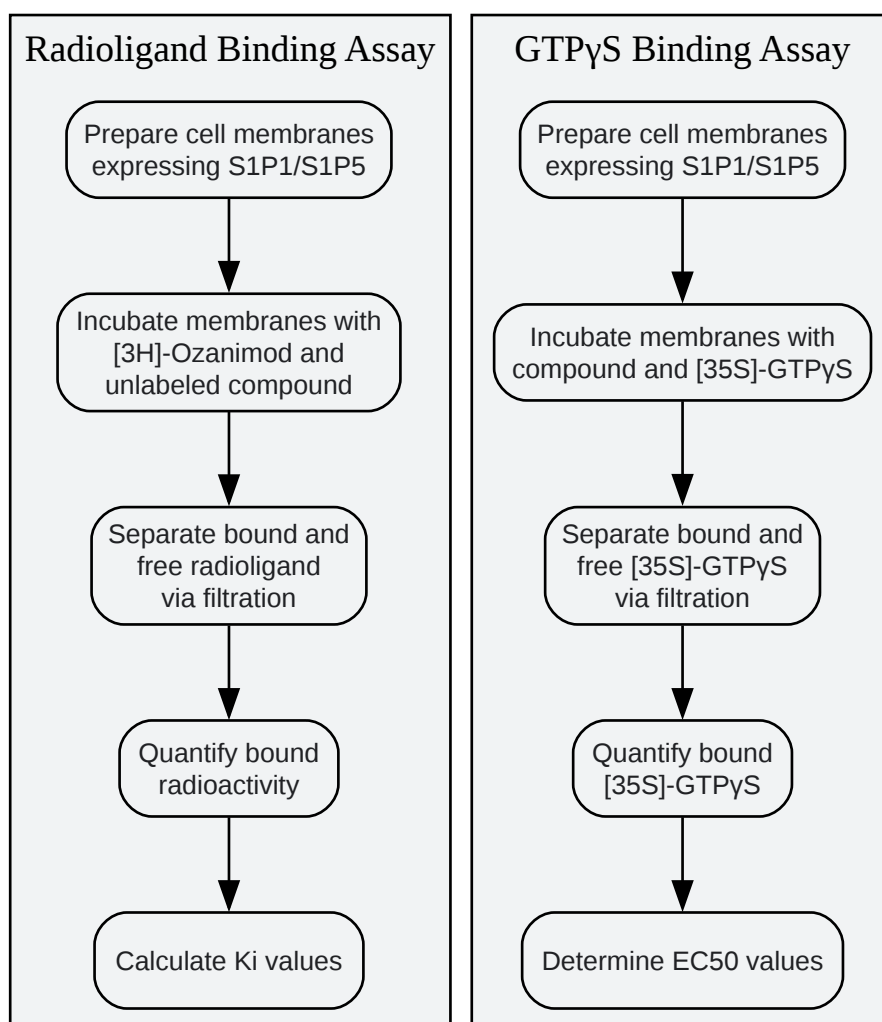 Radioligand Binding Assay
Prepare cell membranes
expressing S1P1/S1P5
Incubate membranes with
[3H]-Ozanimod and
unlabeled compound
Separate bound and
free radioligand
via filtration
Quantify bound
radioactivity
Calculate Ki values
GTPγS Binding Assay
Prepare cell membranes
expressing S1P1/S1P5
Incubate membranes with
compound and [35S]-GTPγS
Separate bound and
free [35S]-GTPγS
via filtration
Quantify bound
[35S]-GTPγS
Determine EC50 values